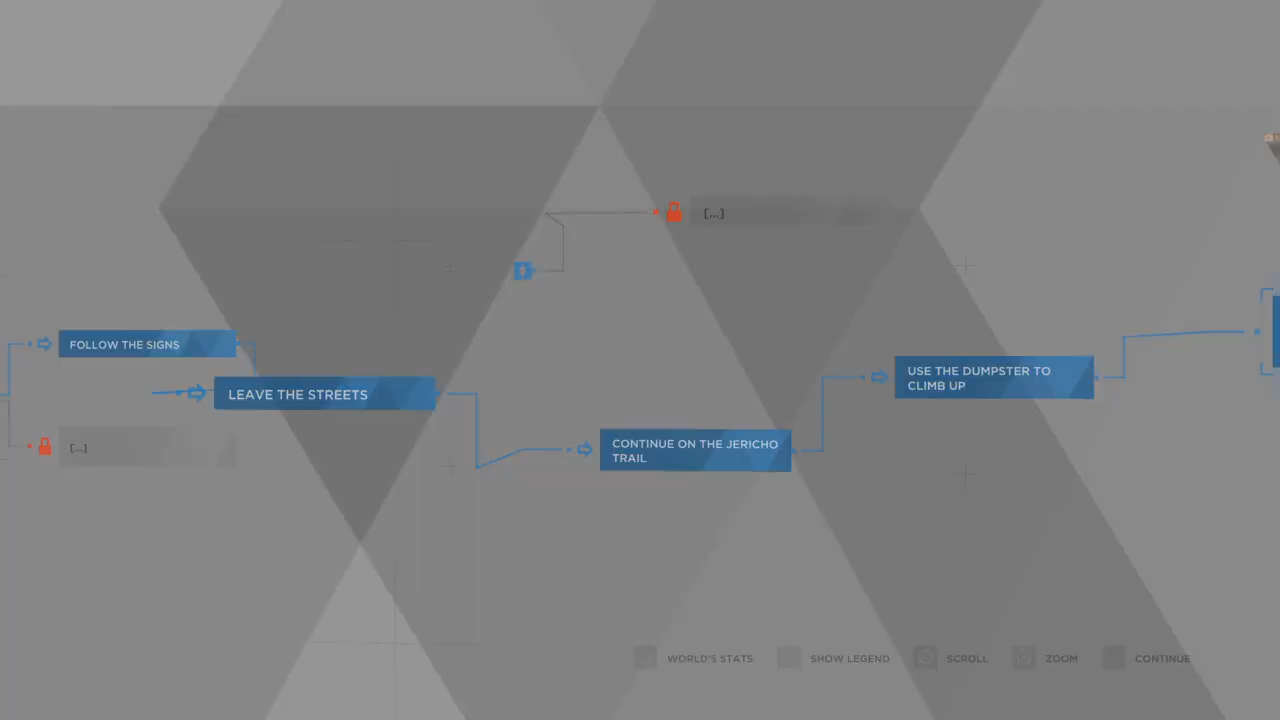 [...]
FOLLOW THE SIGNS
LEAVE THE STREETS
[...]
CONTINUE ON THE JERICHO
TRAIL
USE THE DUMPSTER TO
CLIMB UP
WORLD'S STATS
SHOW LEGEND
SCROLL
ZOOM
CONTINUE